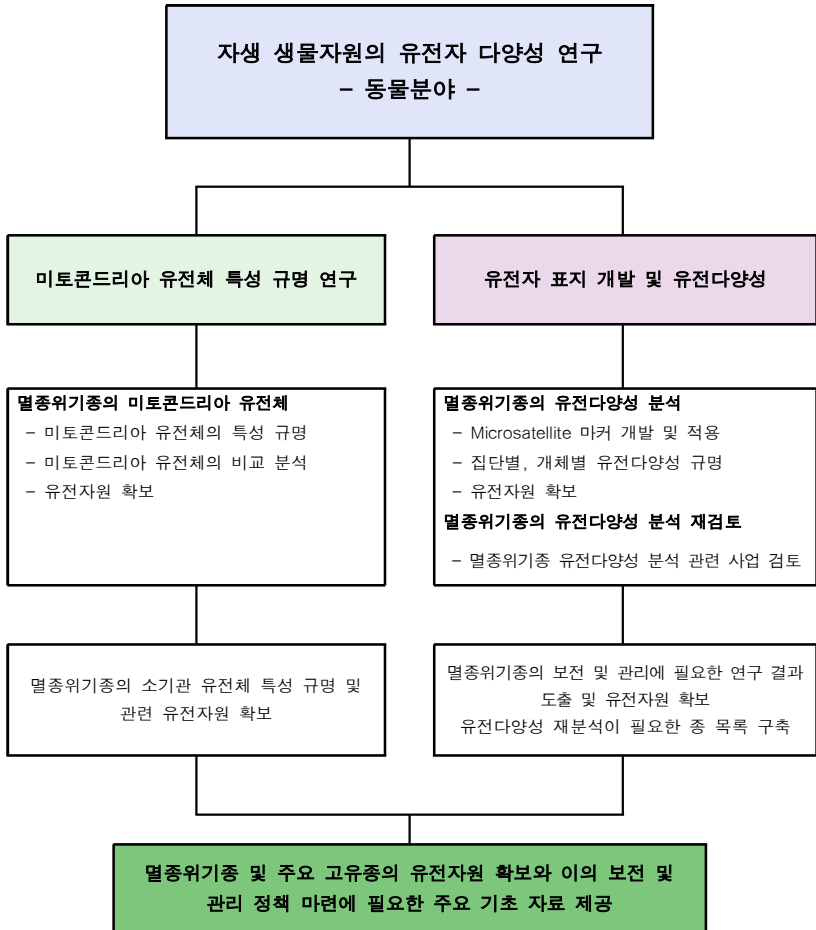 자생 생물자원의 유전자 다양성 연구
– 동물분야 –
미토콘드리아 유전체 특성 규명 연구
유전자 표지 개발 및 유전다양성
멸종위기종의 미토콘드리아 유전체
– 미토콘드리아 유전체의 특성 규명
– 미토콘드리아 유전체의 비교 분석
– 유전자원 확보
멸종위기종의 유전다양성 분석
– Microsatellite 마커 개발 및 적용
– 집단별, 개체별 유전다양성 규명
– 유전자원 확보
멸종위기종의 유전다양성 분석 재검토
– 멸종위기종 유전다양성 분석 관련 사업 검토
멸종위기종의 소기관 유전체 특성 규명 및
관련 유전자원 확보
멸종위기종의 보전 및 관리에 필요한 연구 결과
도출 및 유전자원 확보
유전다양성 재분석이 필요한 종 목록 구축
멸종위기종 및 주요 고유종의 유전자원 확보와 이의 보전 및
관리 정책 마련에 필요한 주요 기초 자료 제공